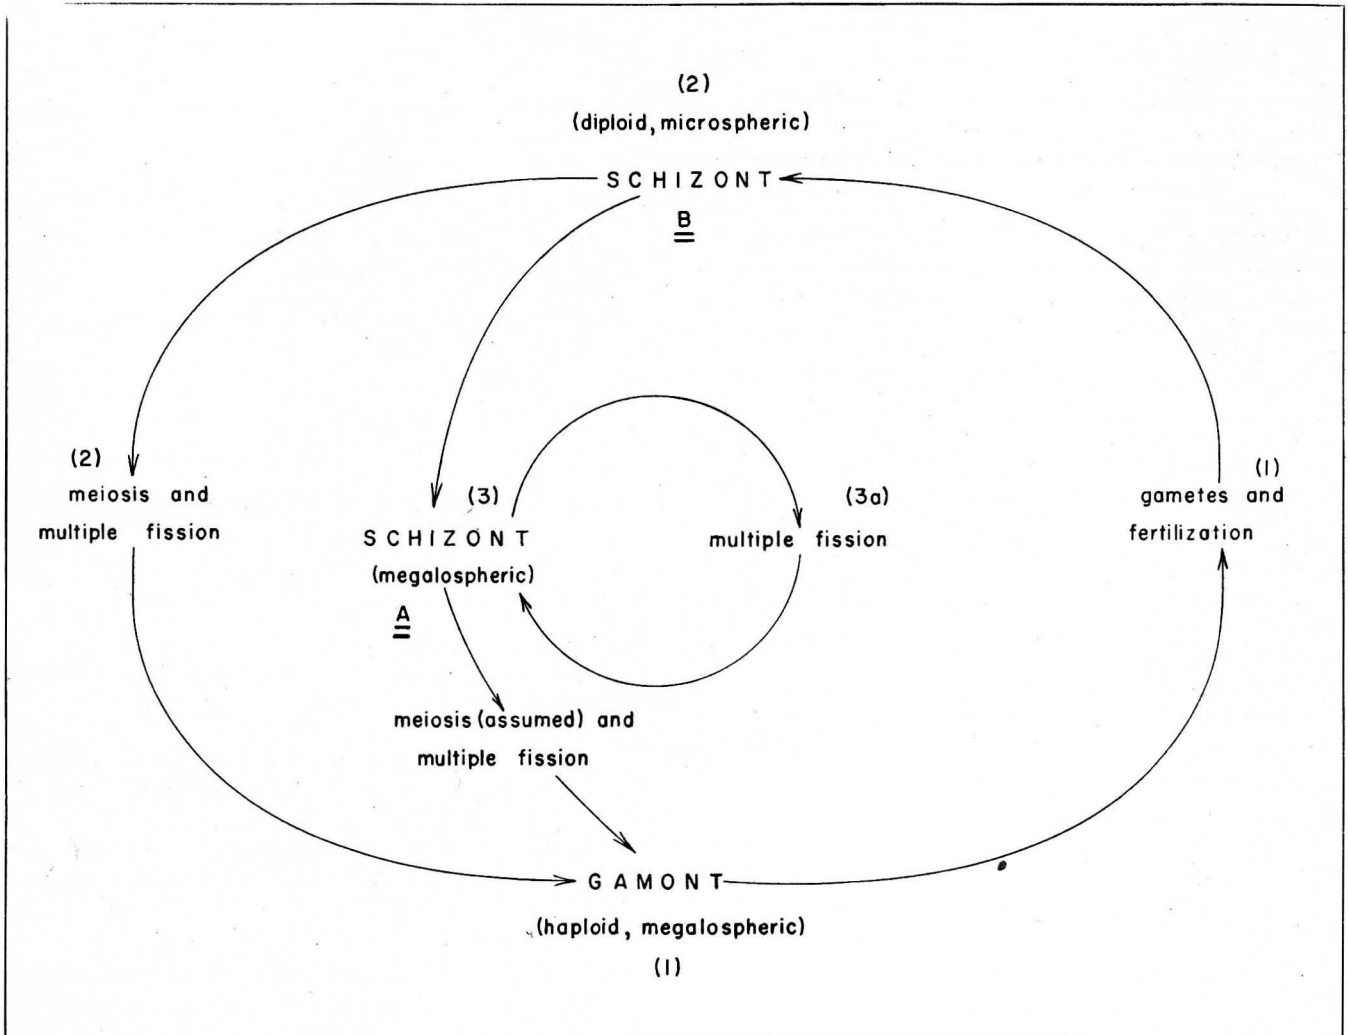 (2)
(diploid, microspheric)
SCHIZONT
B
(2)
meiosis and
multiple fission
(3)
SCHIZONT
(megalospheric)
A
(3a)
multiple fission
(1)
gametes and
fertilization
meiosis (assumed) and
multiple fission
GAMONT
(haploid, megalospheric)
(1)